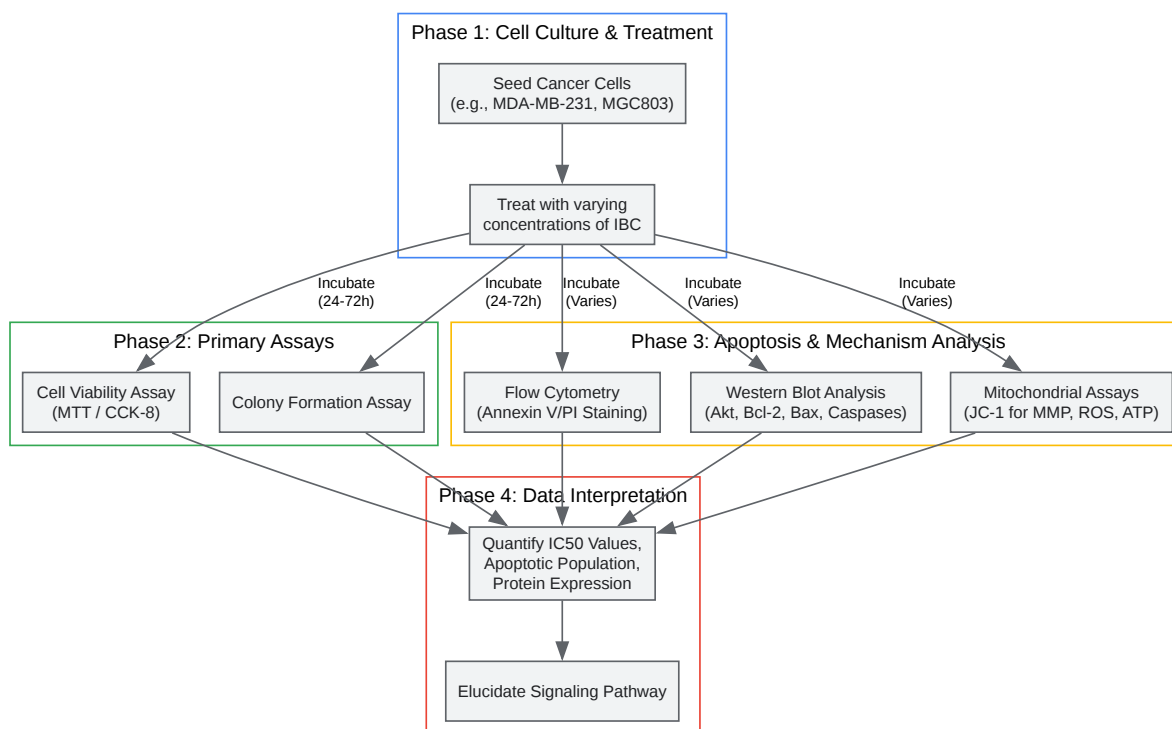 Phase 1: Cell Culture & Treatment
Seed Cancer Cells
(e.g., MDA-MB-231, MGC803)
Treat with varying
concentrations of IBC
Incubate
(24-72h)
Incubate
(24-72h)
Incubate
(Varies)
Incubate
(Varies)
Incubate
(Varies)
Phase 2: Primary Assays
Cell Viability Assay
(MTT / CCK-8)
Colony Formation Assay
Phase 3: Apoptosis & Mechanism Analysis
Flow Cytometry
(Annexin V/PI Staining)
Western Blot Analysis
(Akt, Bcl-2, Bax, Caspases)
Mitochondrial Assays
(JC-1 for MMP, ROS, ATP)
Phase 4: Data Interpretation
Quantify IC50 Values,
Apoptotic Population,
Protein Expression
Elucidate Signaling Pathway